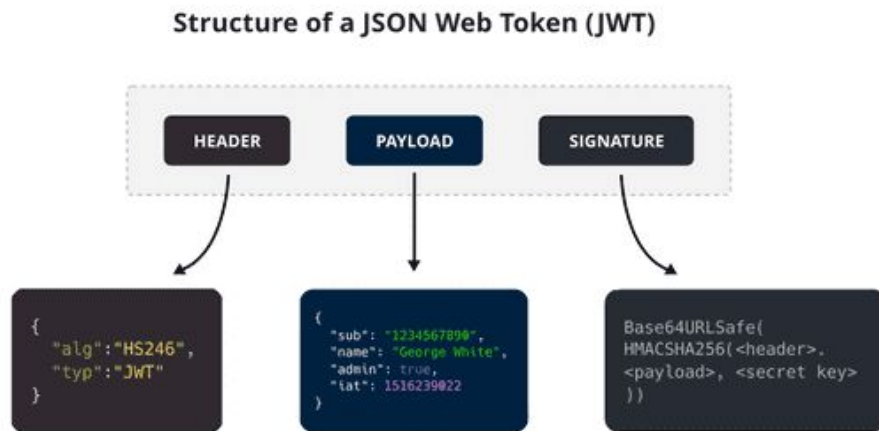 Structure of a JSON Web Token (JWT)
HEADER
PAYLOAD
SIGNATURE
{
"alg":"HS246",
"typ":"JWT"
}
{
"sub": "1234567890",
"name": "George White",
"admin": true,
"iat": 1516239022
}
Base64URLSafe(
HMACSHA256(<header>.
<payload>, <secret key>
))